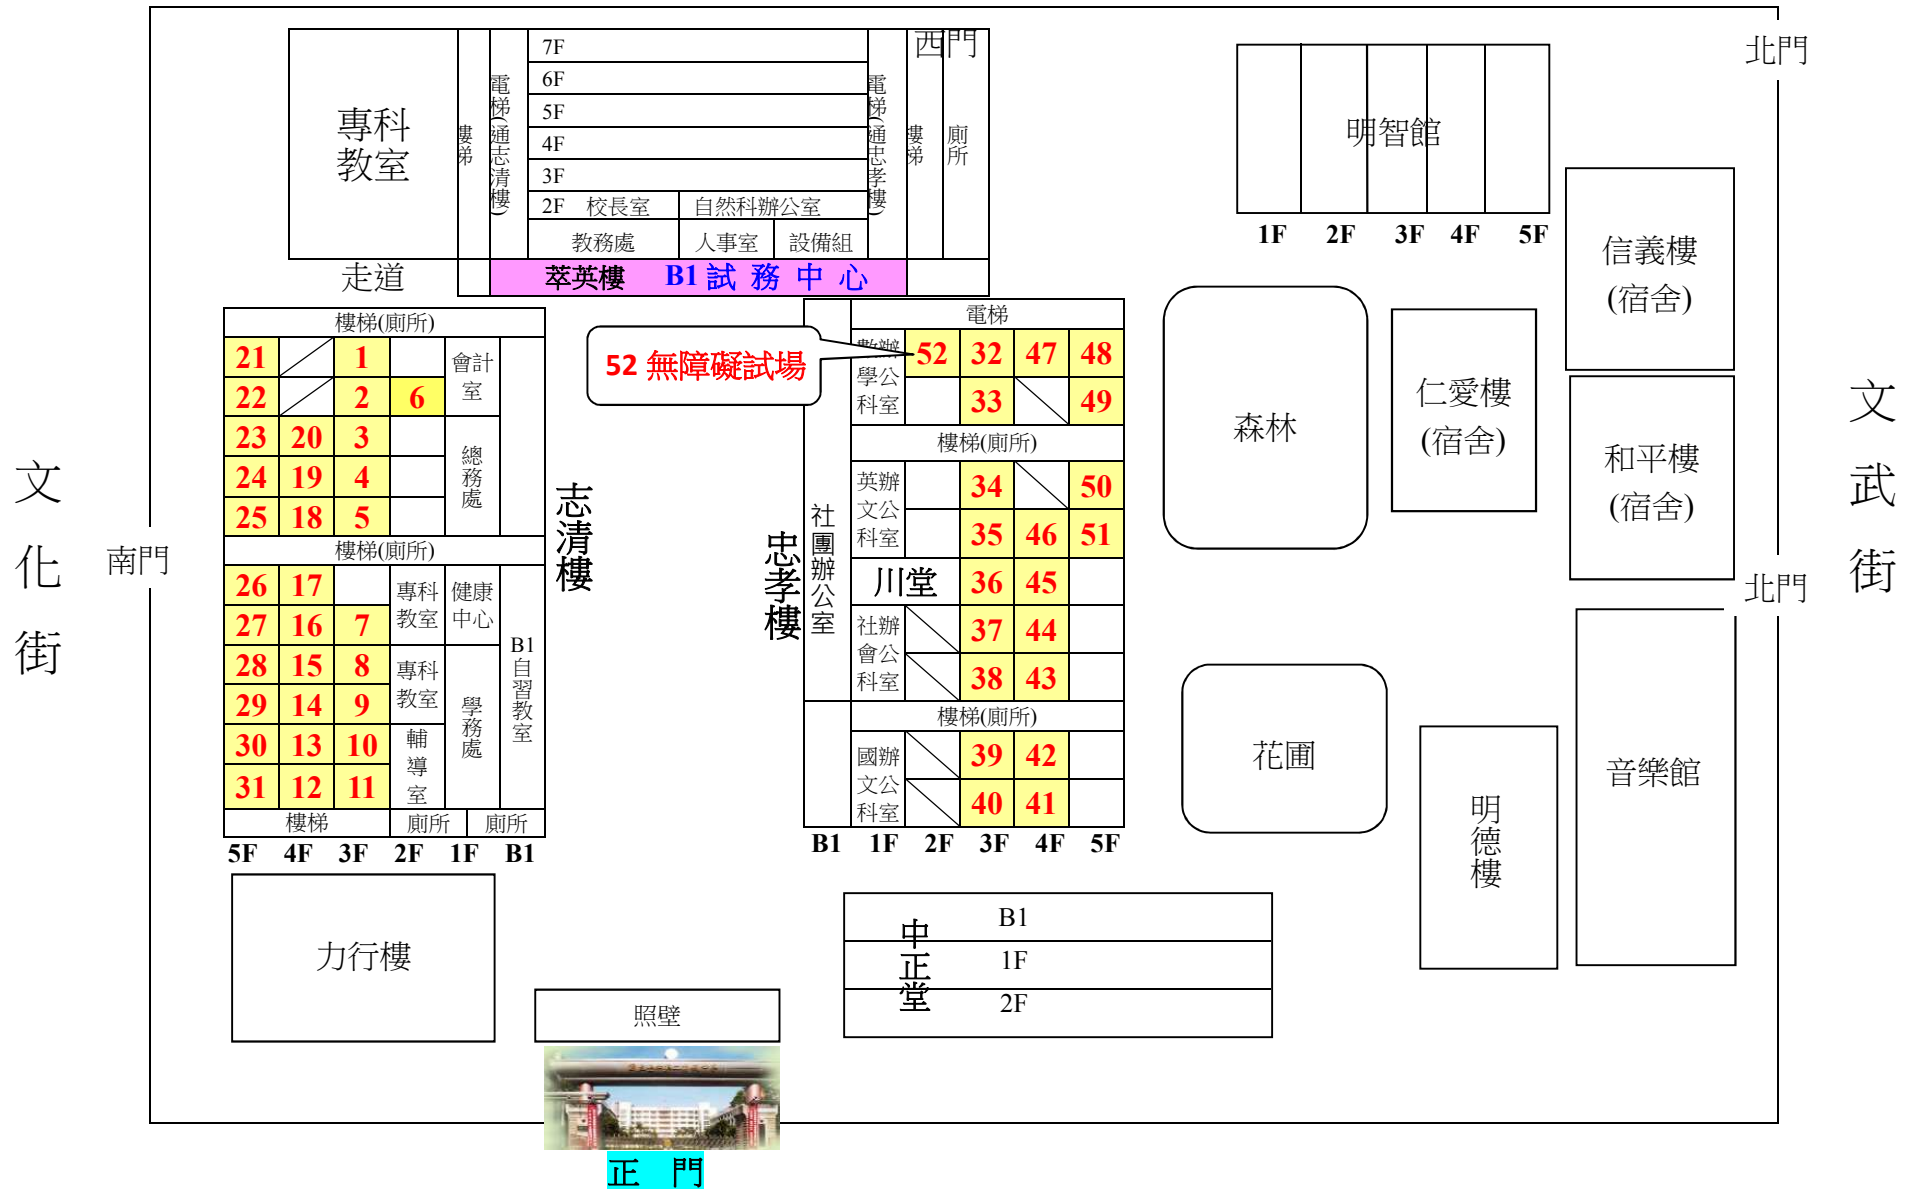 西門
北門
專科
教室
樓梯
電梯(通志清樓)
7F
6F
5F
4F
3F
2F 校長室 自然科辦公室
教務處 人事室 設備組
電梯(通忠孝樓)
樓梯
廁所
走道
萃英樓 B1 試 務 中 心
明智館
1F 2F 3F 4F 5F
信義樓
(宿舍)
仁愛樓
(宿舍)
和平樓
(宿舍)
森林
花圃
文化街
南門
文武街
北門
樓梯(廁所)
21 1 會計室
22 2 6
23 20 3 總務處
24 19 4
25 18 5
樓梯(廁所)
26 17 專科教室 健康中心
27 16 7
28 15 8 專科教室 學務處
29 14 9
30 13 10 輔導室
31 12 11
B1自習教室
樓梯 廁所 廁所
5F 4F 3F 2F 1F B1
志清樓
52 無障礙試場
忠孝樓
社團辦公室
電梯
數學科辦公室 52 32 47 48
33 49
樓梯(廁所)
英文科辦公室 34 50
35 46 51
川堂 36 45
社會科辦公室 37 44
38 43
樓梯(廁所)
國文科辦公室 39 42
40 41
B1 1F 2F 3F 4F 5F
力行樓
照壁
中正堂
B1
1F
2F
明德樓
音樂館
正 門